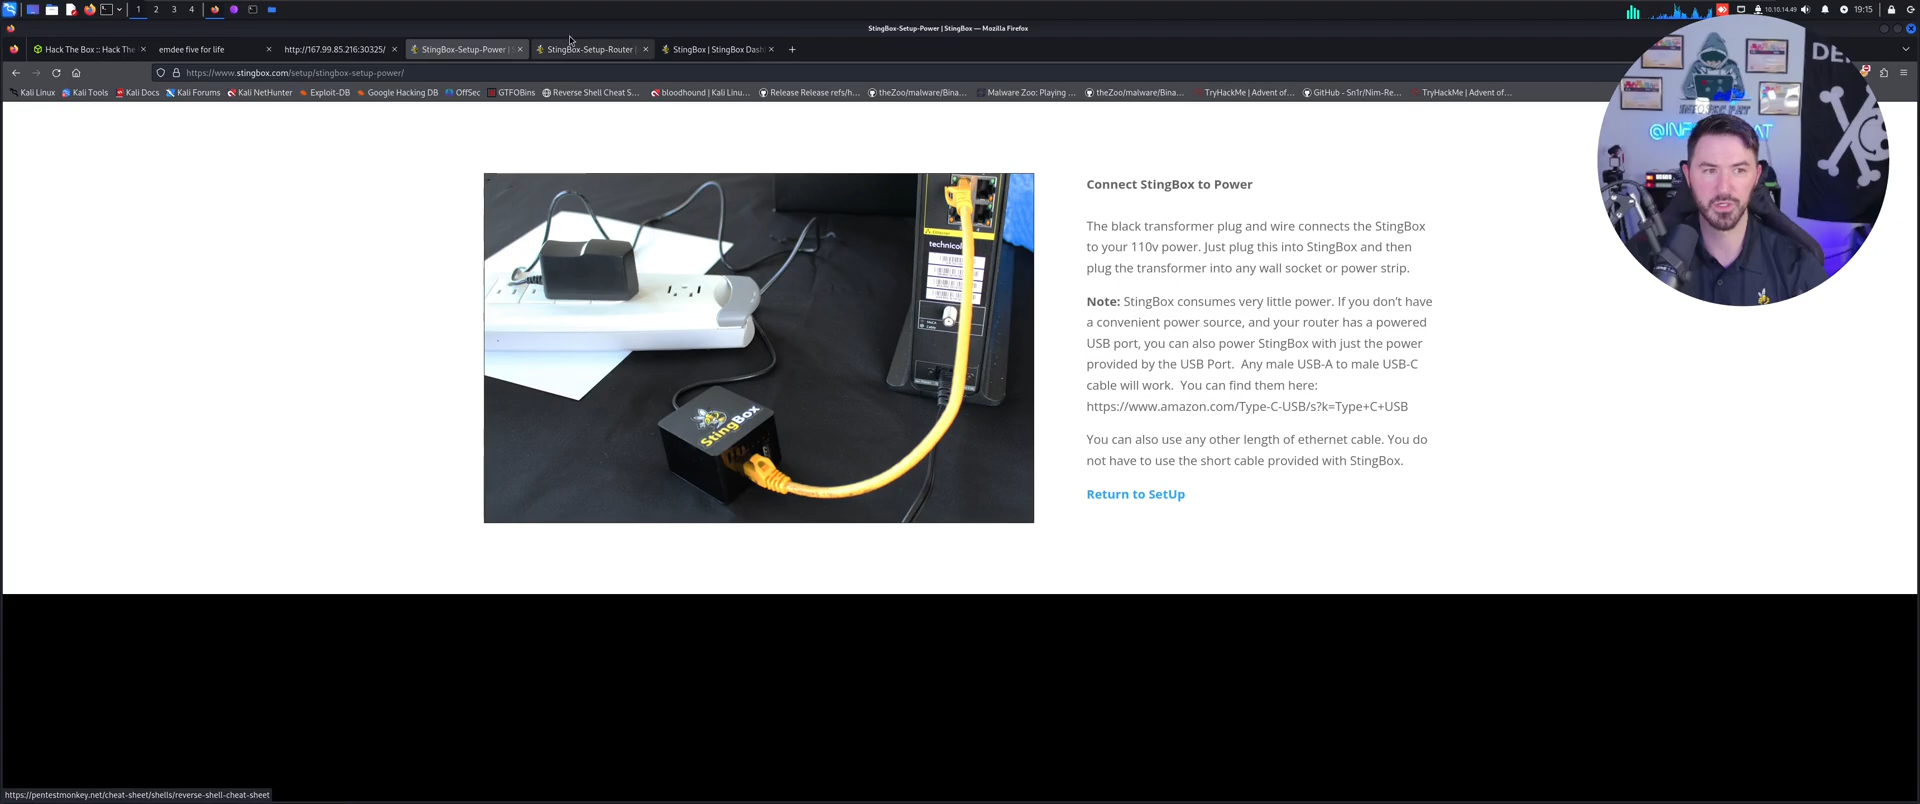 1 2 3 4
10.10.14.49
19:15
StingBox-Setup-Power | StingBox — Mozilla Firefox
Hack The Box :: Hack The
emdee five for life
http://167.99.85.216:30325/
StingBox-Setup-Power |
StingBox-Setup-Router |
StingBox | StingBox Dash
https://www.stingbox.com/setup/stingbox-setup-power/
Kali Linux
Kali Tools
Kali Docs
Kali Forums
Kali NetHunter
Exploit-DB
Google Hacking DB
OffSec
GTFOBins
Reverse Shell Cheat S…
bloodhound | Kali Linu…
Release Release refs/h…
theZoo/malware/Bina…
Malware Zoo: Playing …
theZoo/malware/Bina…
TryHackMe | Advent of…
GitHub - Sn1r/Nim-Re…
TryHackMe | Advent of…
DE
technicol
StingBox
Connect StingBox to Power
The black transformer plug and wire connects the StingBox
to your 110v power. Just plug this into StingBox and then
plug the transformer into any wall socket or power strip.
Note: StingBox consumes very little power. If you don’t have
a convenient power source, and your router has a powered
USB port, you can also power StingBox with just the power
provided by the USB Port.  Any male USB-A to male USB-C
cable will work.  You can find them here:
https://www.amazon.com/Type-C-USB/s?k=Type+C+USB
You can also use any other length of ethernet cable. You do
not have to use the short cable provided with StingBox.
Return to SetUp
https://pentestmonkey.net/cheat-sheet/shells/reverse-shell-cheat-sheet